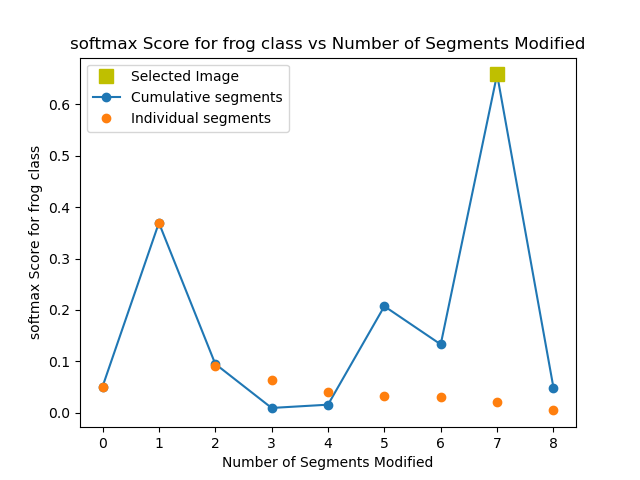 softmax Score for frog class vs Number of Segments Modified
Selected Image
Cumulative segments
Individual segments
softmax Score for frog class
0.6
0.5
0.4
0.3
0.2
0.1
0.0
0 1 2 3 4 5 6 7 8
Number of Segments Modified